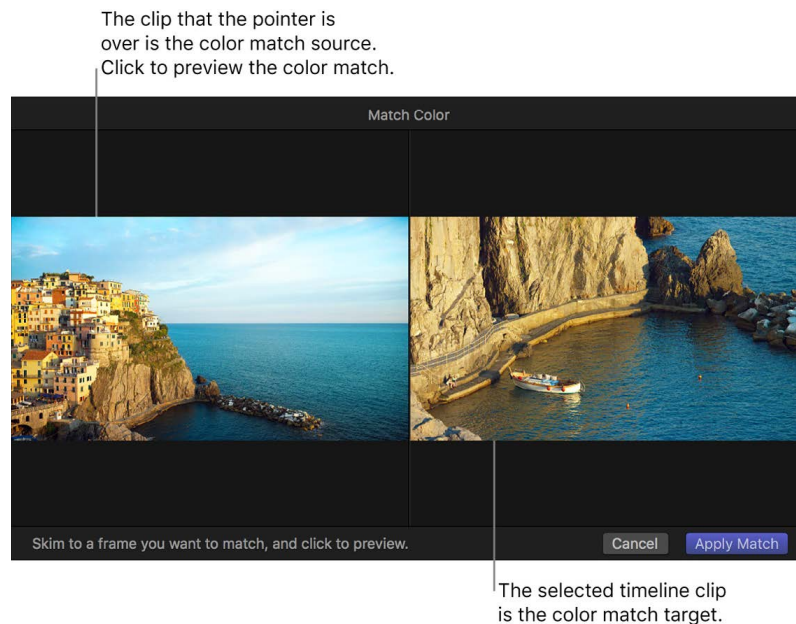 The clip that the pointer is
over is the color match source.
Click to preview the color match.
Match Color
Skim to a frame you want to match, and click to preview.
Cancel
Apply Match
The selected timeline clip
is the color match target.